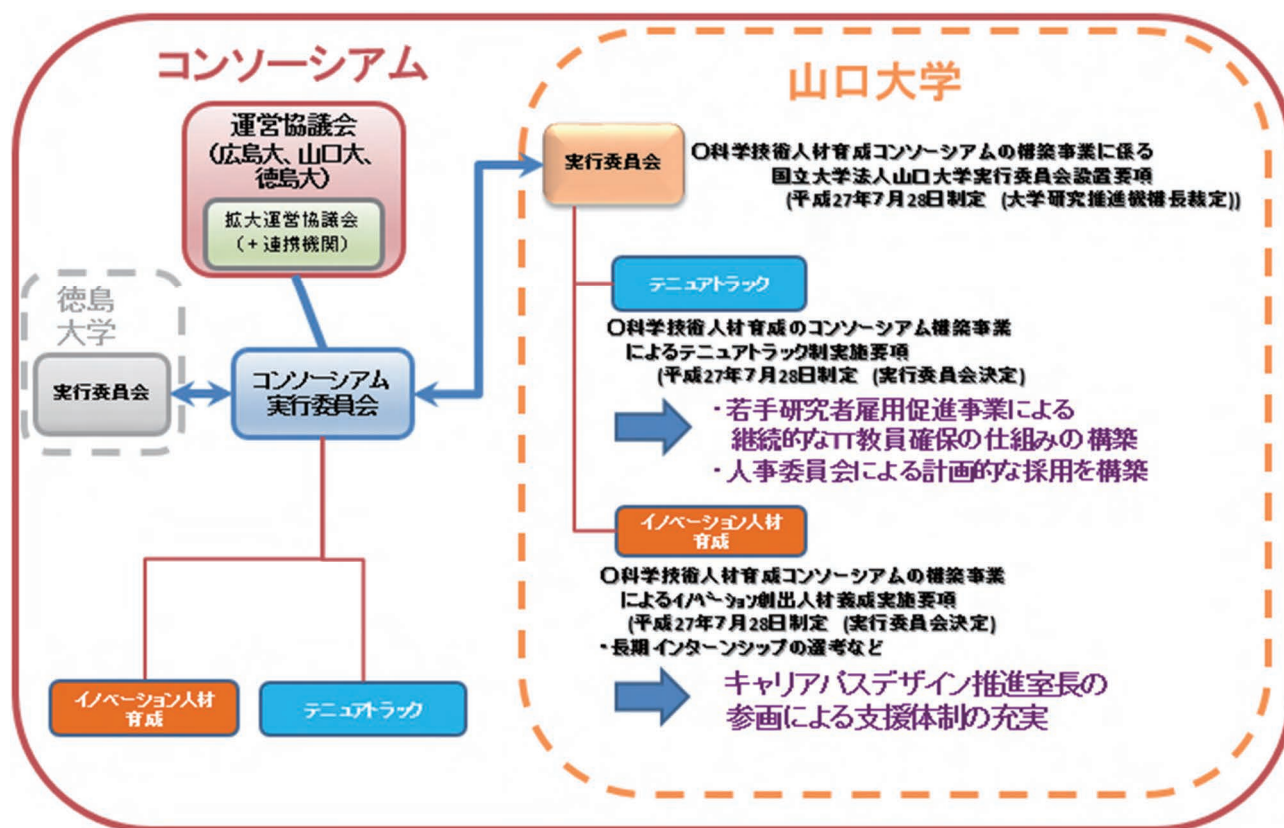 コンソーシアム
運営協議会
(広島大、山口大、
徳島大)
拡大運営協議会
(+連携機関)
徳島
大学
実行委員会
コンソーシアム
実行委員会
イノベーション人材
育成
テニュアトラック
山口大学
実行委員会
〇科学技術人材育成コンソーシアムの構築事業に係る
国立大学法人山口大学実行委員会設置要項
(平成27年7月28日制定 (大学研究推進機構長裁定))
テニュアトラック
〇科学技術人材育成のコンソーシアム構築事業
によるテニュアトラック制実施要項
(平成27年7月28日制定 (実行委員会決定)
・若手研究者雇用促進事業による
継続的なTT教員確保の仕組みの構築
・人事委員会による計画的な採用を構築
イノベーション人材
育成
〇科学技術人材育成コンソーシアムの構築事業
によるイノベーション創出人材養成実施要項
(平成27年7月28日制定 (実行委員会決定)
・長期インターンシップの選考など
キャリアパスデザイン推進室長の
参画による支援体制の充実